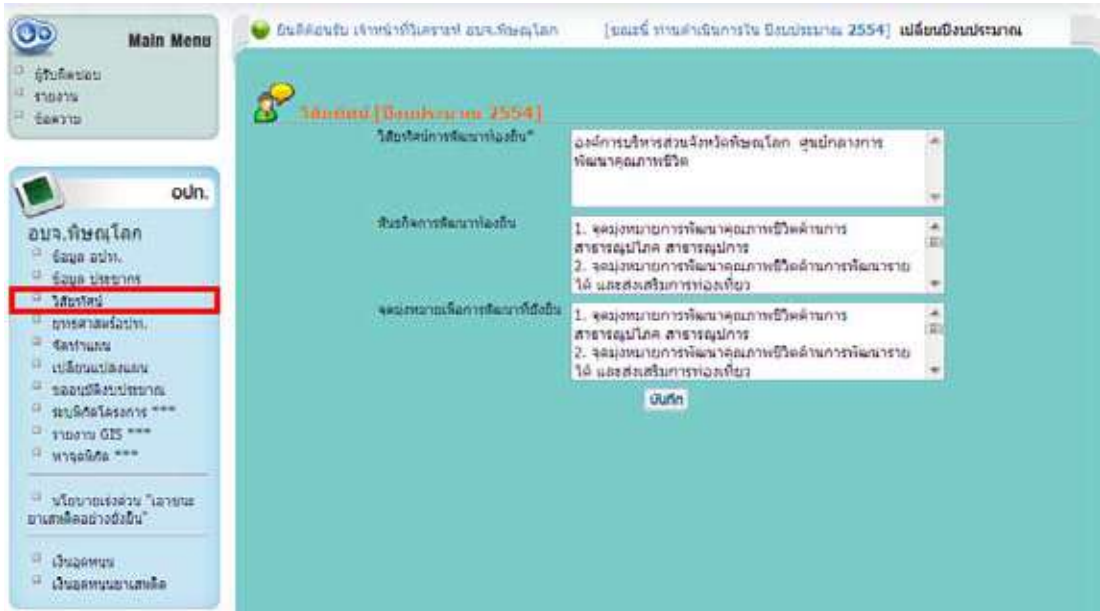 Main Menu
ผู้รับผิดชอบ
รายงาน
ข้อความ
ยินดีต้อนรับ เจ้าหน้าที่วิเคราะห์ อบจ.พิษณุโลก [ขณะนี้ ท่านดำเนินการใน ปีงบประมาณ 2554] เปลี่ยนปีงบประมาณ
อปท.
อบจ.พิษณุโลก
ข้อมูล อปท.
ข้อมูล ประชากร
วิสัยทัศน์
ยุทธศาสตร์อปท.
จัดทำแผน
เปลี่ยนแปลงแผน
ขออนุมัติงบประมาณ
ระบุพิกัดโครงการ ***
รายงาน GIS ***
หาจุดพิกัด ***
นโยบายเร่งด่วน "เอาชนะ
ยาเสพติดอย่างยั่งยืน"
เงินอุดหนุน
เงินอุดหนุนยาเสพติด
วิสัยทัศน์ [ปีงบประมาณ 2554]
วิสัยทัศน์การพัฒนาท้องถิ่น*
องค์การบริหารส่วนจังหวัดพิษณุโลก ศูนย์กลางการ
พัฒนาคุณภาพชีวิต
พันธกิจการพัฒนาท้องถิ่น
1. จุดมุ่งหมายการพัฒนาคุณภาพชีวิตด้านการ
สาธารณูปโภค สาธารณูปการ
2. จุดมุ่งหมายการพัฒนาคุณภาพชีวิตด้านการพัฒนาราย
ได้ และส่งเสริมการท่องเที่ยว
จุดมุ่งหมายเพื่อการพัฒนาที่ยั่งยืน
1. จุดมุ่งหมายการพัฒนาคุณภาพชีวิตด้านการ
สาธารณูปโภค สาธารณูปการ
2. จุดมุ่งหมายการพัฒนาคุณภาพชีวิตด้านการพัฒนาราย
ได้ และส่งเสริมการท่องเที่ยว
บันทึก